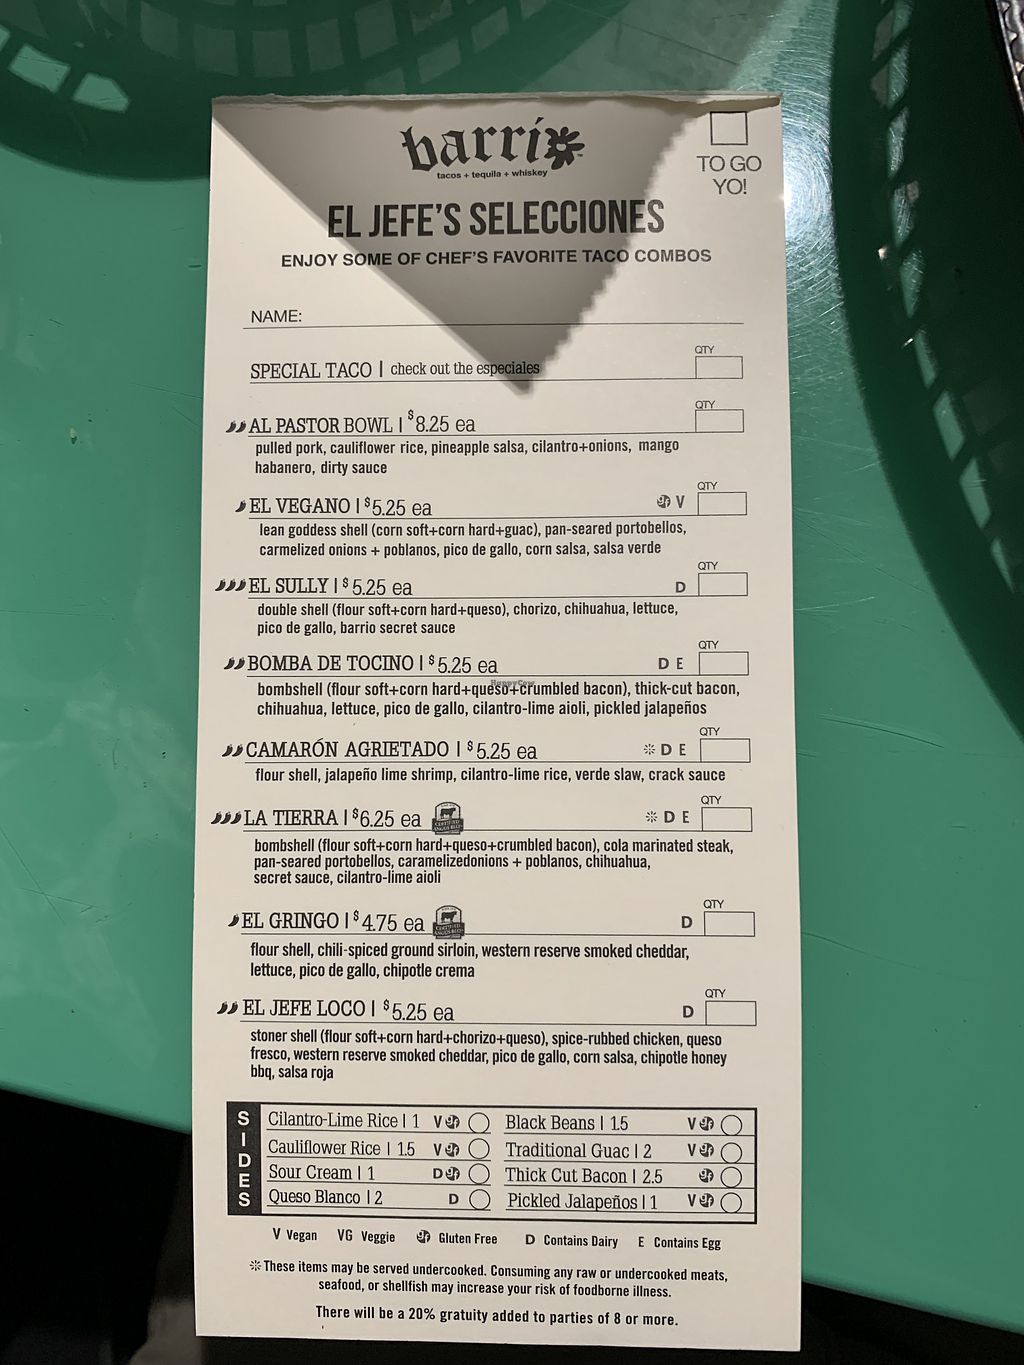 barrio
tacos + tequila + whiskey
TO GO
YO!
EL JEFE'S SELECCIONES
ENJOY SOME OF CHEF'S FAVORITE TACO COMBOS
NAME:
SPECIAL TACO | check out the especiales QTY
AL PASTOR BOWL | $8.25 ea QTY
pulled pork, cauliflower rice, pineapple salsa, cilantro+onions, mango
habanero, dirty sauce
EL VEGANO | $5.25 ea GF V QTY
lean goddess shell (corn soft+corn hard+guac), pan-seared portobellos,
carmelized onions + poblanos, pico de gallo, corn salsa, salsa verde
EL SULLY | $5.25 ea D QTY
double shell (flour soft+corn hard+queso), chorizo, chihuahua, lettuce,
pico de gallo, barrio secret sauce
BOMBA DE TOCINO | $5.25 ea D E QTY
HappyCow
bombshell (flour soft+corn hard+queso+crumbled bacon), thick-cut bacon,
chihuahua, lettuce, pico de gallo, cilantro-lime aioli, pickled jalapeños
CAMARÓN AGRIETADO | $5.25 ea D E QTY
flour shell, jalapeño lime shrimp, cilantro-lime rice, verde slaw, crack sauce
LA TIERRA | $6.25 ea D E QTY
bombshell (flour soft+corn hard+queso+crumbled bacon), cola marinated steak,
pan-seared portobellos, caramelizedonions + poblanos, chihuahua,
secret sauce, cilantro-lime aioli
EL GRINGO | $4.75 ea D QTY
flour shell, chili-spiced ground sirloin, western reserve smoked cheddar,
lettuce, pico de gallo, chipotle crema
EL JEFE LOCO | $5.25 ea D QTY
stoner shell (flour soft+corn hard+chorizo+queso), spice-rubbed chicken, queso
fresco, western reserve smoked cheddar, pico de gallo, corn salsa, chipotle honey
bbq, salsa roja
SIDES
Cilantro-Lime Rice | 1 V GF Black Beans | 1.5 V GF
Cauliflower Rice | 1.5 V GF Traditional Guac | 2 V GF
Sour Cream | 1 D GF Thick Cut Bacon | 2.5 GF
Queso Blanco | 2 D Pickled Jalapeños | 1 V GF
V Vegan VG Veggie GF Gluten Free D Contains Dairy E Contains Egg
These items may be served undercooked. Consuming any raw or undercooked meats,
seafood, or shellfish may increase your risk of foodborne illness.
There will be a 20% gratuity added to parties of 8 or more.